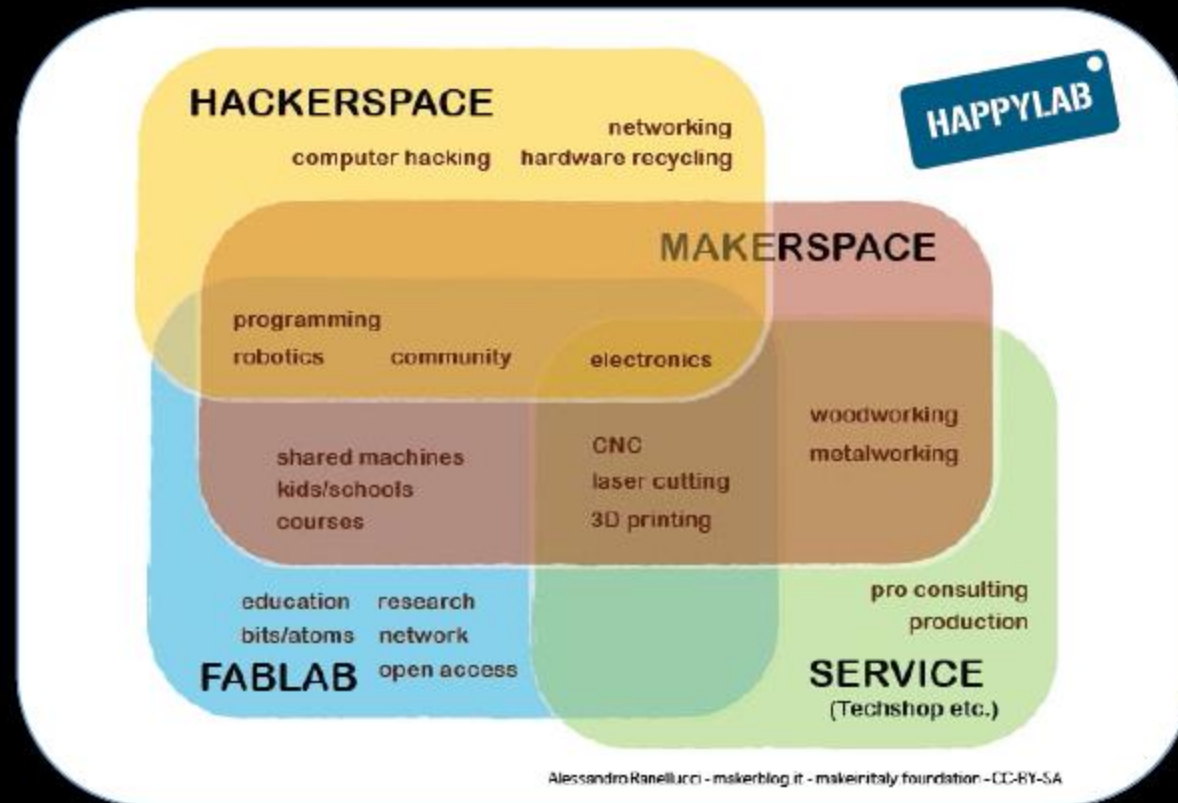 HACKERSPACE
networking
computer hacking hardware recycling
HAPPYLAB
MAKERSPACE
programming
robotics community electronics
woodworking
metalworking
CNC
laser cutting
3D printing
shared machines
kids/schools
courses
education research
bits/atoms network
FABLAB open access
pro consulting
production
SERVICE
(Techshop etc.)
Alessandro Ranellucci - makerblog.it - makeinitaly foundation - CC-BY-SA